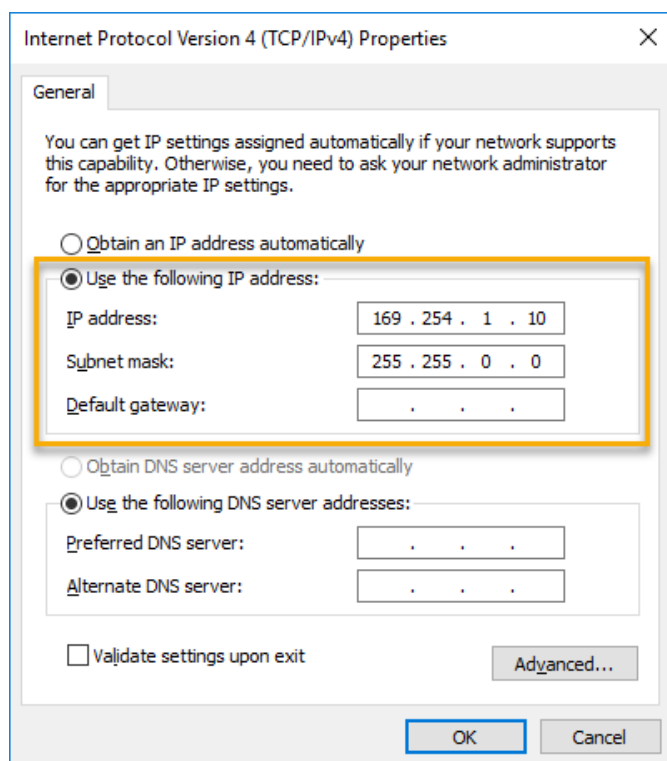 Internet Protocol Version 4 (TCP/IPv4) Properties
General
You can get IP settings assigned automatically if your network supports
this capability. Otherwise, you need to ask your network administrator
for the appropriate IP settings.
Obtain an IP address automatically
Use the following IP address:
IP address: 169 . 254 . 1 . 10
Subnet mask: 255 . 255 . 0 . 0
Default gateway: . . .
Obtain DNS server address automatically
Use the following DNS server addresses:
Preferred DNS server: . . .
Alternate DNS server: . . .
Validate settings upon exit
Advanced...
OK Cancel